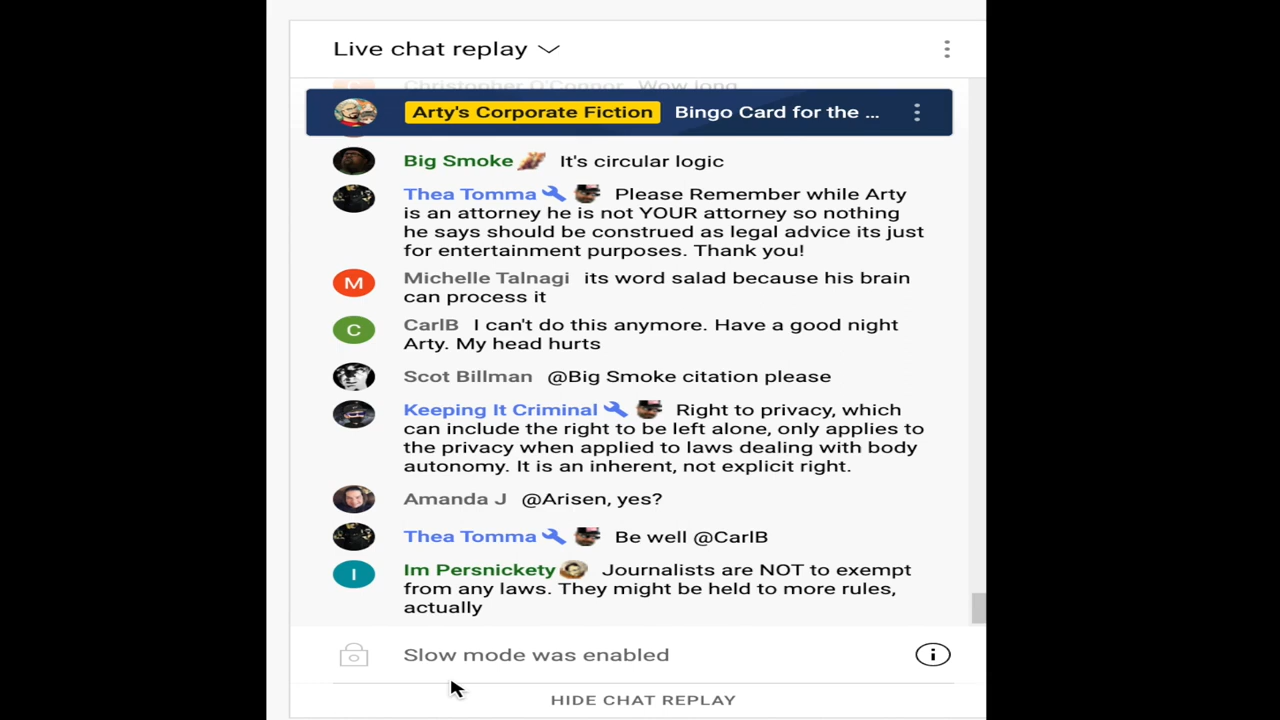 Live chat replay
Christopher O'Connor Wow long
Arty's Corporate Fiction Bingo Card for the ...
Big Smoke It's circular logic
Thea Tomma Please Remember while Arty
is an attorney he is not YOUR attorney so nothing
he says should be construed as legal advice its just
for entertainment purposes. Thank you!
M
Michelle Talnagi its word salad because his brain
can process it
C
CarlB I can't do this anymore. Have a good night
Arty. My head hurts
Scot Billman @Big Smoke citation please
Keeping It Criminal Right to privacy, which
can include the right to be left alone, only applies to
the privacy when applied to laws dealing with body
autonomy. It is an inherent, not explicit right.
Amanda J @Arisen, yes?
Thea Tomma Be well @CarlB
I
Im Persnickety Journalists are NOT to exempt
from any laws. They might be held to more rules,
actually
Slow mode was enabled
HIDE CHAT REPLAY